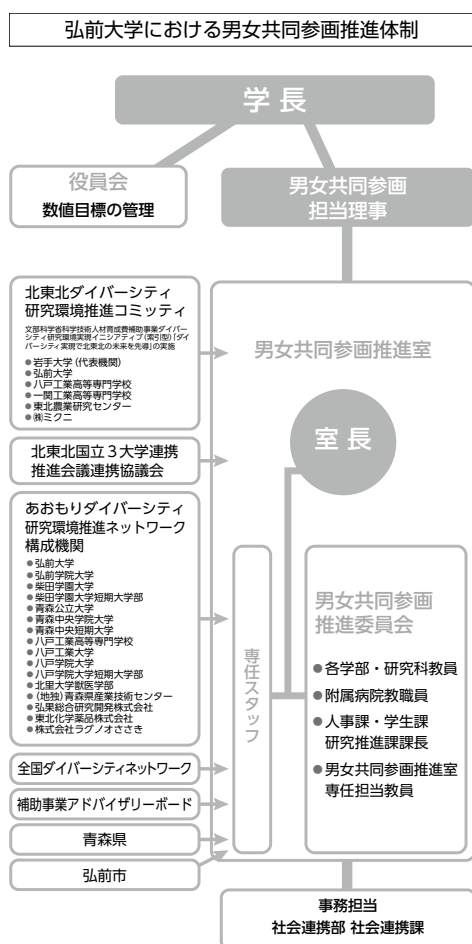 弘前大学における男女共同参画推進体制
学長
役員会
数値目標の管理
男女共同参画
担当理事
北東北ダイバーシティ
研究環境推進コミッティ
文部科学省科学技術人材育成費補助事業ダイバー
シティ研究環境実現イニシアティブ(索引型)「ダイ
バーシティ実現で北東北の未来を先導」の実施
●岩手大学(代表機関)
●弘前大学
●八戸工業高等専門学校
●一関工業高等専門学校
●東北農業研究センター
●㈱ミクニ
北東北国立3大学連携
推進会議連携協議会
あおもりダイバーシティ
研究環境推進ネットワーク
構成機関
●弘前大学
●弘前学院大学
●柴田学園大学
●柴田学園大学短期大学部
●青森公立大学
●青森中央学院大学
●青森中央短期大学
●八戸工業高等専門学校
●八戸工業大学
●八戸学院大学
●八戸学院大学短期大学部
●北里大学獣医学部
●(地独)青森県産業技術センター
●弘果総合研究開発株式会社
●東北化学薬品株式会社
●株式会社ラグノオささき
全国ダイバーシティネットワーク
補助事業アドバイザリーボード
青森県
弘前市
男女共同参画推進室
室長
専任スタッフ
男女共同参画
推進委員会
●各学部・研究科教員
●附属病院教職員
●人事課・学生課
研究推進課課長
●男女共同参画推進室
専任担当教員
事務担当
社会連携部 社会連携課